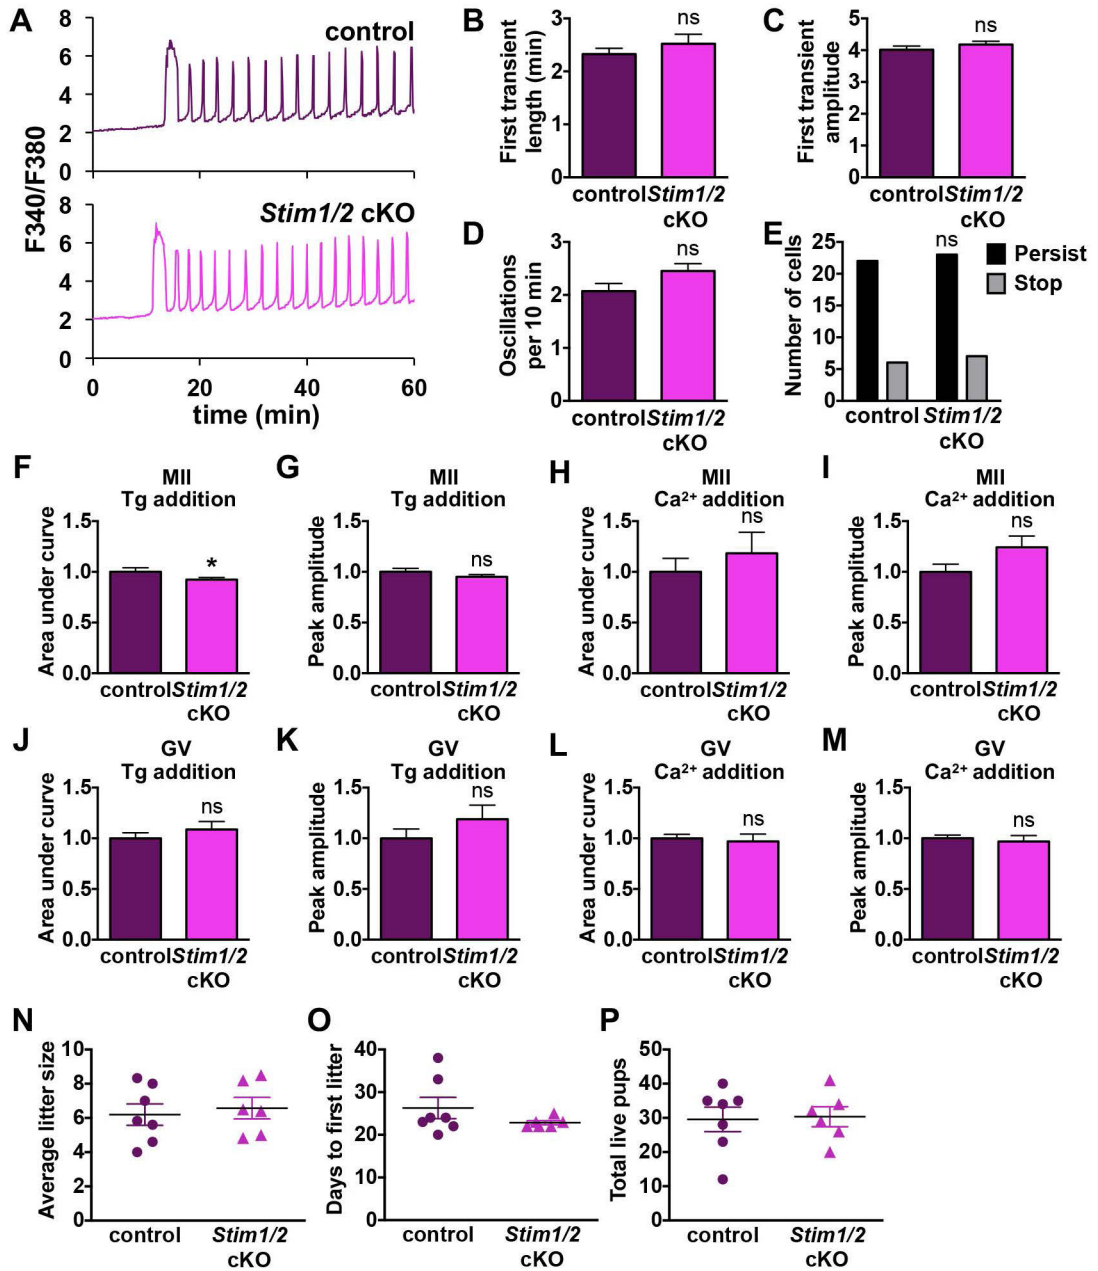 A
control
8
6
4
2
0
F340/F380
Stim1/2 cKO
8
6
4
2
0
0 20 40 60
time (min)
B
First transient
length (min)
3
2
1
0
ns
control Stim1/2
cKO
C
First transient
amplitude
5
4
3
2
1
0
ns
control Stim1/2
cKO
D
Oscillations
per 10 min
3
2
1
0
ns
control Stim1/2
cKO
E
Number of cells
25
20
15
10
5
0
ns
Persist
Stop
control Stim1/2
cKO
F
MII
Tg addition
Area under curve
1.5
1.0
0.5
0.0
*
control Stim1/2
cKO
G
MII
Tg addition
Peak amplitude
1.5
1.0
0.5
0.0
ns
control Stim1/2
cKO
H
MII
Ca²⁺ addition
Area under curve
1.5
1.0
0.5
0.0
ns
control Stim1/2
cKO
I
MII
Ca²⁺ addition
Peak amplitude
1.5
1.0
0.5
0.0
ns
control Stim1/2
cKO
J
GV
Tg addition
Area under curve
1.5
1.0
0.5
0.0
ns
control Stim1/2
cKO
K
GV
Tg addition
Peak amplitude
1.5
1.0
0.5
0.0
ns
control Stim1/2
cKO
L
GV
Ca²⁺ addition
Area under curve
1.5
1.0
0.5
0.0
ns
control Stim1/2
cKO
M
GV
Ca²⁺ addition
Peak amplitude
1.5
1.0
0.5
0.0
ns
control Stim1/2
cKO
N
Average litter size
10
8
6
4
2
0
control Stim1/2
cKO
O
Days to first litter
40
30
20
10
0
control Stim1/2
cKO
P
Total live pups
50
40
30
20
10
0
control Stim1/2
cKO